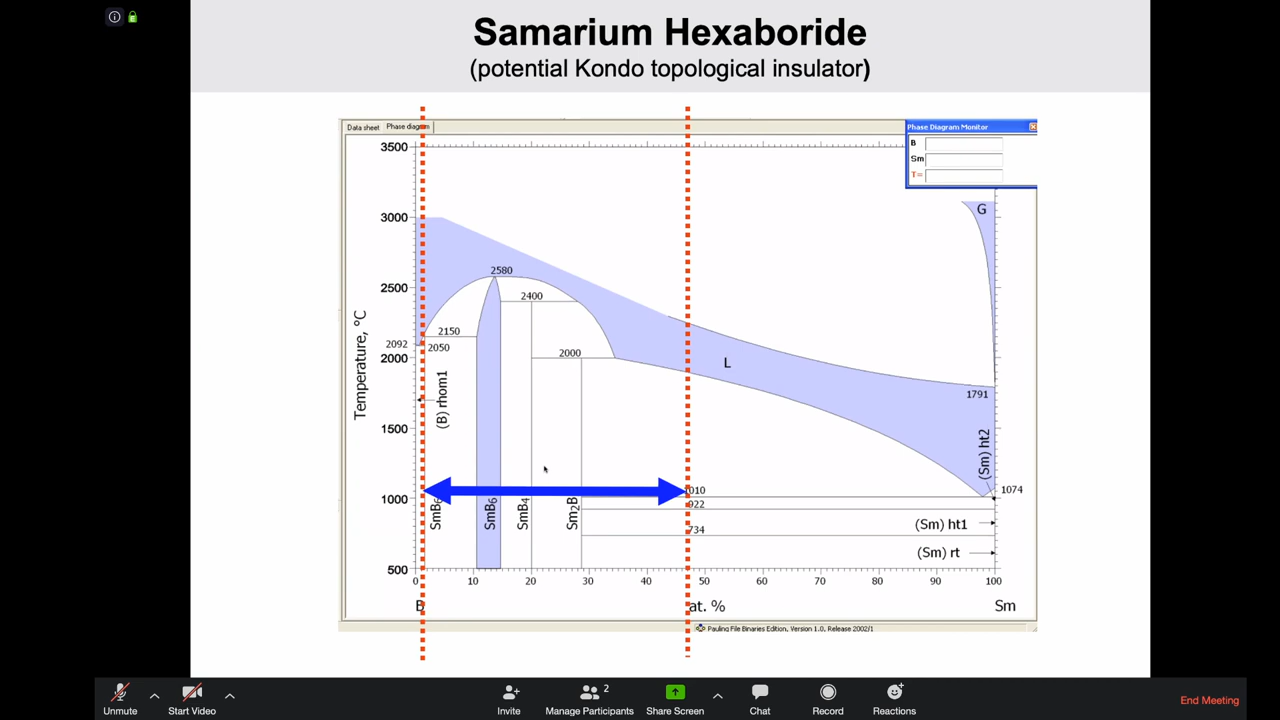 Samarium Hexaboride
(potential Kondo topological insulator)
Data sheet
Phase diagram
Phase Diagram Monitor
B
Sm
T=
3500
3000
2500
2000
1500
1000
500
Temperature, °C
G
2580
2400
2150
2092
2050
2000
L
1791
(B) rhom1
(Sm) ht2
1074
010
922
734
SmB6
SmB4
Sm2B
(Sm) ht1
(Sm) rt
0
10
20
30
40
50
60
70
80
90
100
B
at. %
Sm
Pauling File Binaries Edition, Version 1.0, Release 2002/1
Unmute
Start Video
Invite
2
Manage Participants
Share Screen
Chat
Record
Reactions
End Meeting